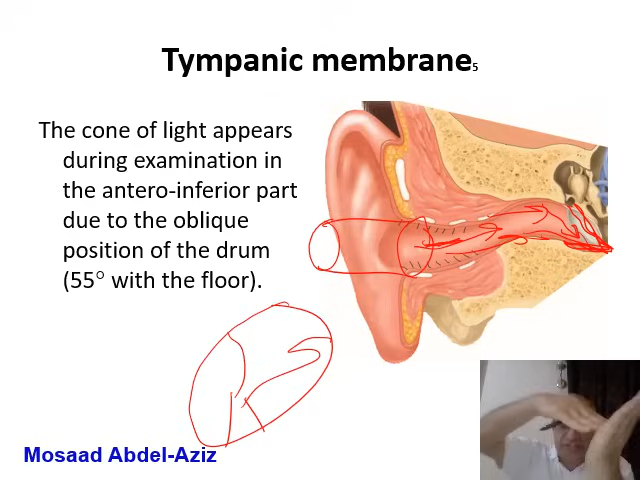 Tympanic membrane5
The cone of light appears
during examination in
the antero-inferior part
due to the oblique
position of the drum
(55° with the floor).
Mosaad Abdel-Aziz